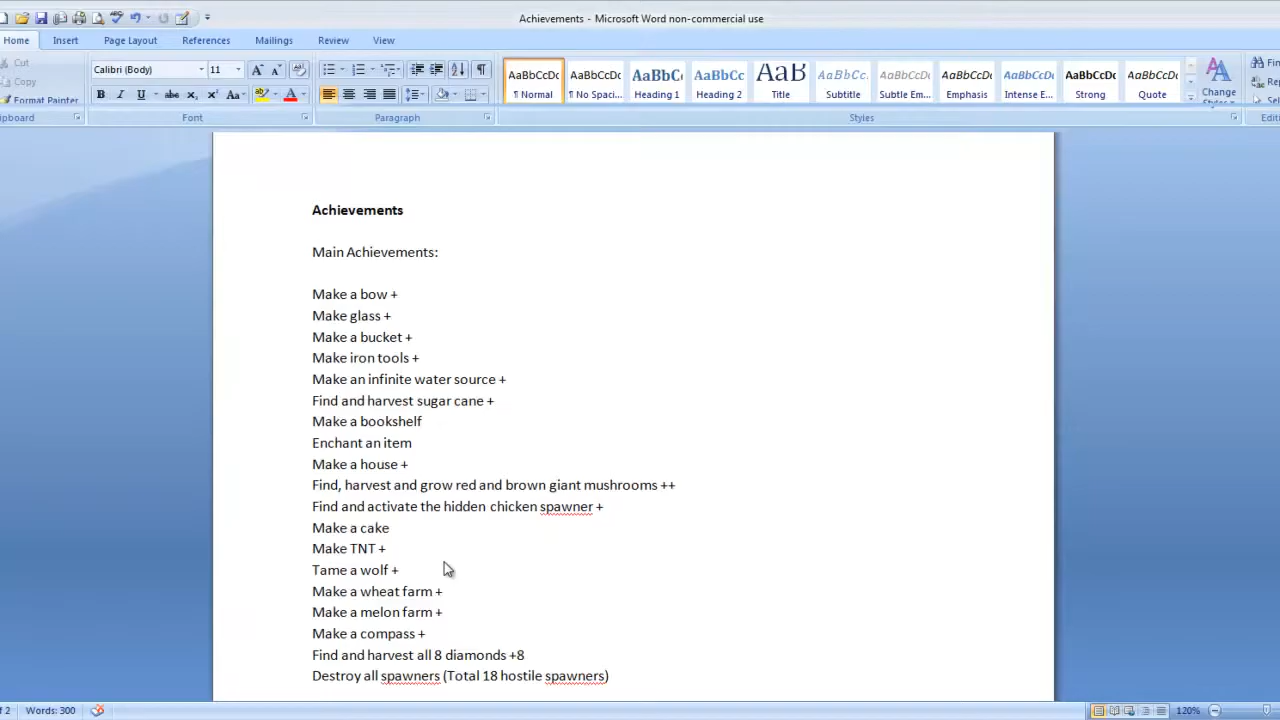 Achievements - Microsoft Word non-commercial use
Home Insert Page Layout References Mailings Review View
Cut
Copy
Format Painter
Calibri (Body) 11
AaBbCcDc AaBbCcDc AaBbC AaBbCc AaB AaBbCc. AaBbCcDc AaBbCcDc AaBbCcDc AaBbCcDc AaBbCcDc
¶ Normal ¶ No Spaci... Heading 1 Heading 2 Title Subtitle Subtle Em... Emphasis Intense E... Strong Quote
Change
Styles
Font Paragraph Styles
Achievements
Main Achievements:
Make a bow +
Make glass +
Make a bucket +
Make iron tools +
Make an infinite water source +
Find and harvest sugar cane +
Make a bookshelf
Enchant an item
Make a house +
Find, harvest and grow red and brown giant mushrooms ++
Find and activate the hidden chicken spawner +
Make a cake
Make TNT +
Tame a wolf +
Make a wheat farm +
Make a melon farm +
Make a compass +
Find and harvest all 8 diamonds +8
Destroy all spawners (Total 18 hostile spawners)
Words: 300 120%